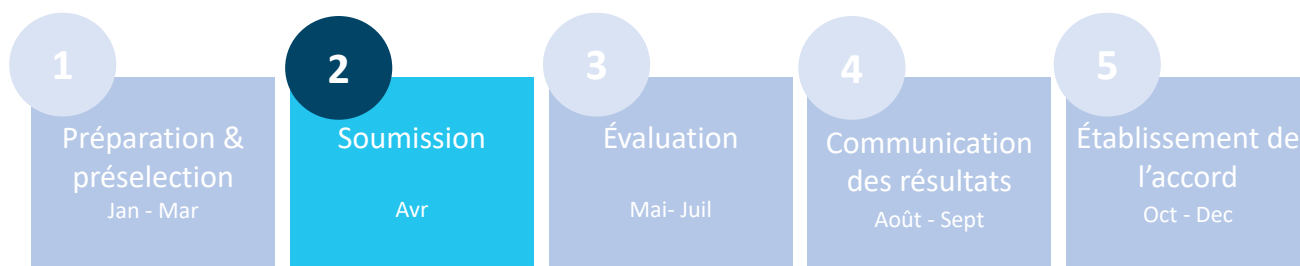 1
Préparation &
préselection
Jan - Mar
2
Soumission
Avr
3
Évaluation
Mai- Juil
4
Communication
des résultats
Août - Sept
5
Établissement de
l’accord
Oct - Dec